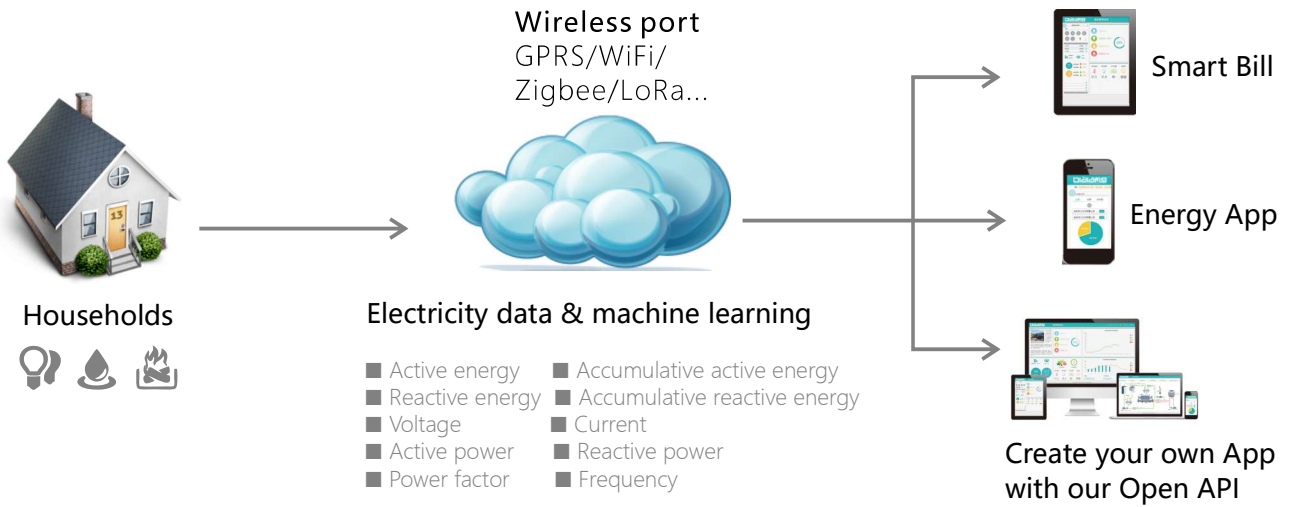 Wireless port
GPRS/WiFi/
Zigbee/LoRa...
Smart Bill
13
Energy App
Households
Electricity data & machine learning
Active energy
Accumulative active energy
Reactive energy
Accumulative reactive energy
Voltage
Current
Active power
Reactive power
Power factor
Frequency
Create your own App
with our Open API